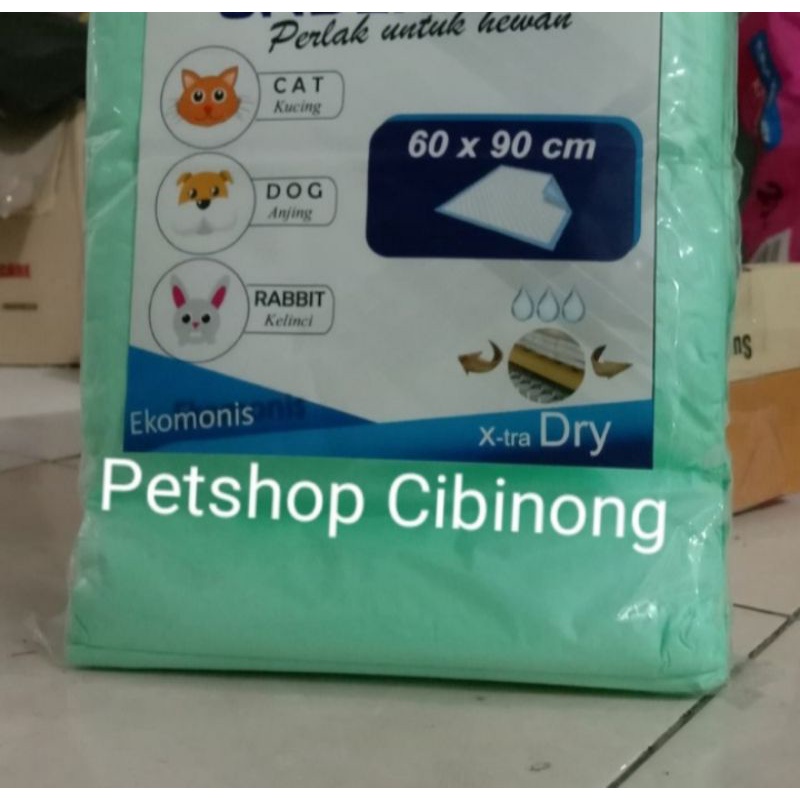 Perlak untuk hewan
CAT
Kucing
60 x 90 cm
DOG
Anjing
RABBIT
Kelinci
Ekomonis
X-tra Dry
Petshop Cibinong